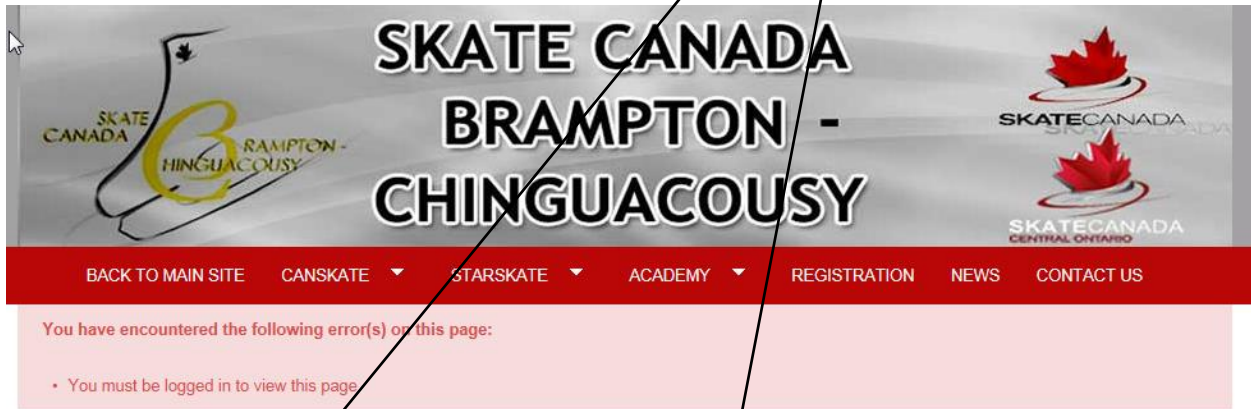 SKATE CANADA
BRAMPTON -
CHINGUACOUSY
SKATE
CANADA
RAMPTON-
HINGUACOUSY
SKATECANADA
SKATECANADA
CENTRAL ONTARIO
BACK TO MAIN SITE CANSKATE STARSKATE ACADEMY REGISTRATION NEWS CONTACT US
You have encountered the following error(s) on this page:
• You must be logged in to view this page